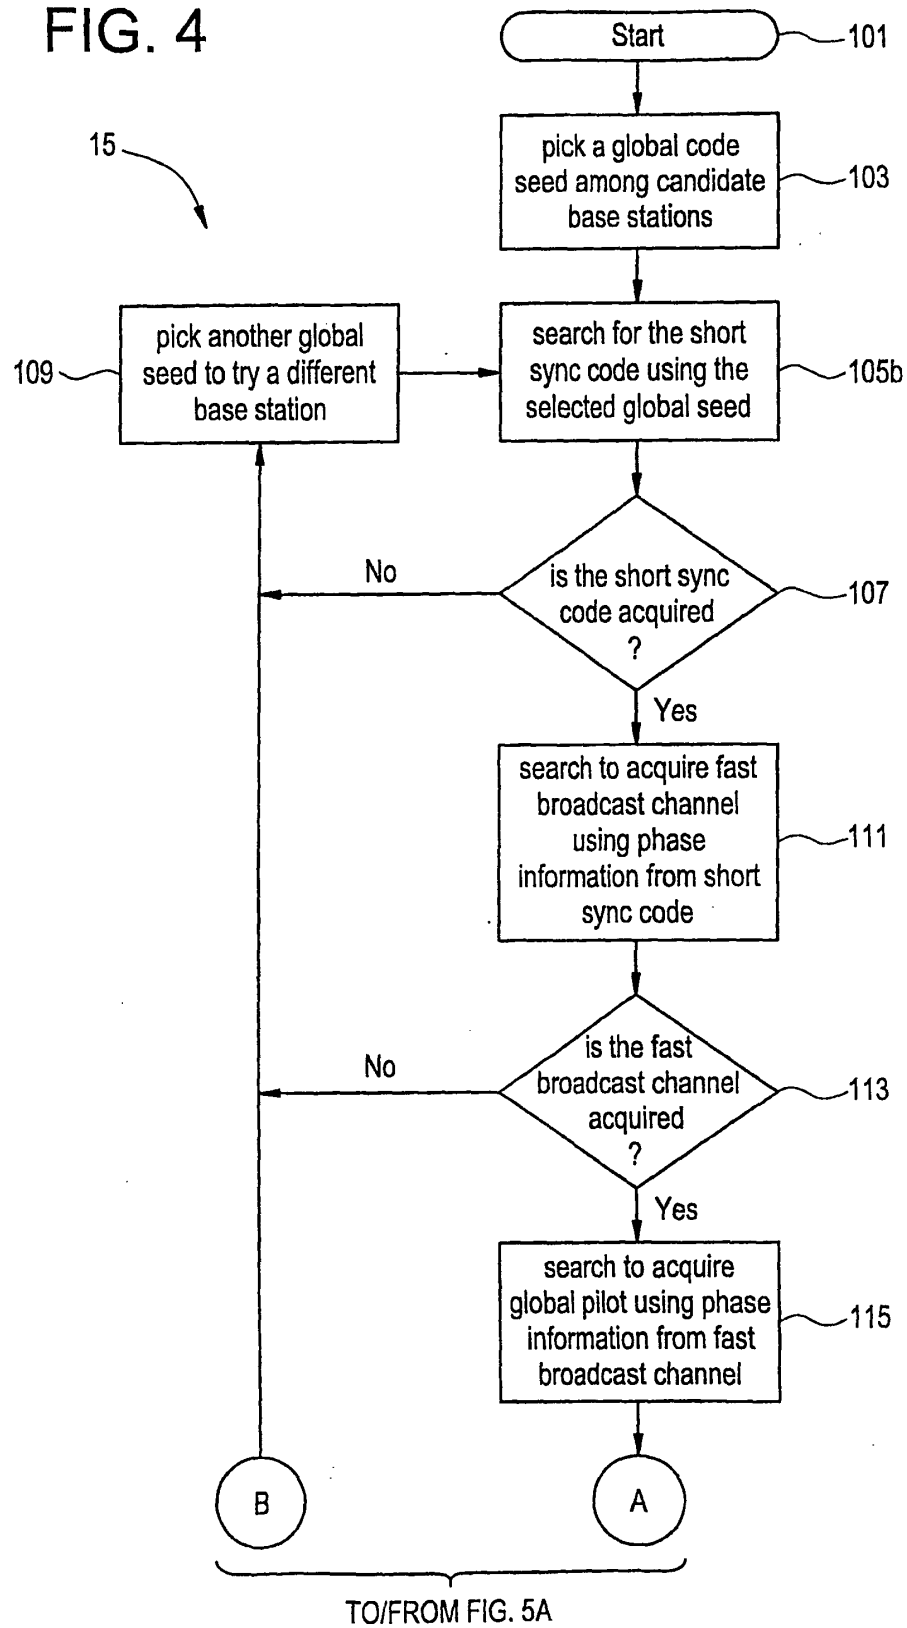 FIG. 4
Start
101
15
pick a global code
seed among candidate
base stations
103
pick another global
seed to try a different
base station
109
search for the short
sync code using the
selected global seed
105b
No
is the short sync
code acquired
?
107
Yes
search to acquire fast
broadcast channel
using phase
information from short
sync code
111
No
is the fast
broadcast channel
acquired
?
113
Yes
search to acquire
global pilot using phase
information from fast
broadcast channel
115
B
A
TO/FROM FIG. 5A